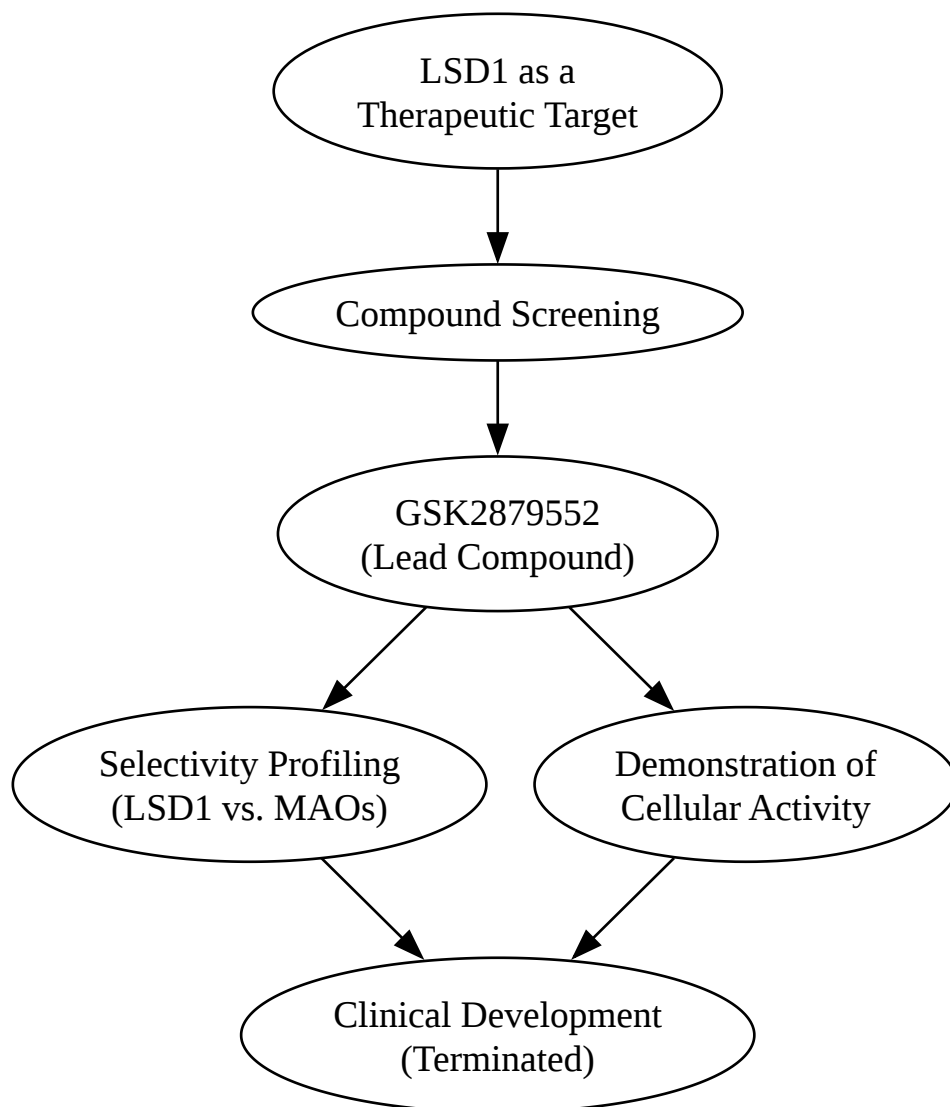 LSD1 as a
Therapeutic Target
Compound Screening
GSK2879552
(Lead Compound)
Selectivity Profiling
(LSD1 vs. MAOs)
Demonstration of
Cellular Activity
Clinical Development
(Terminated)